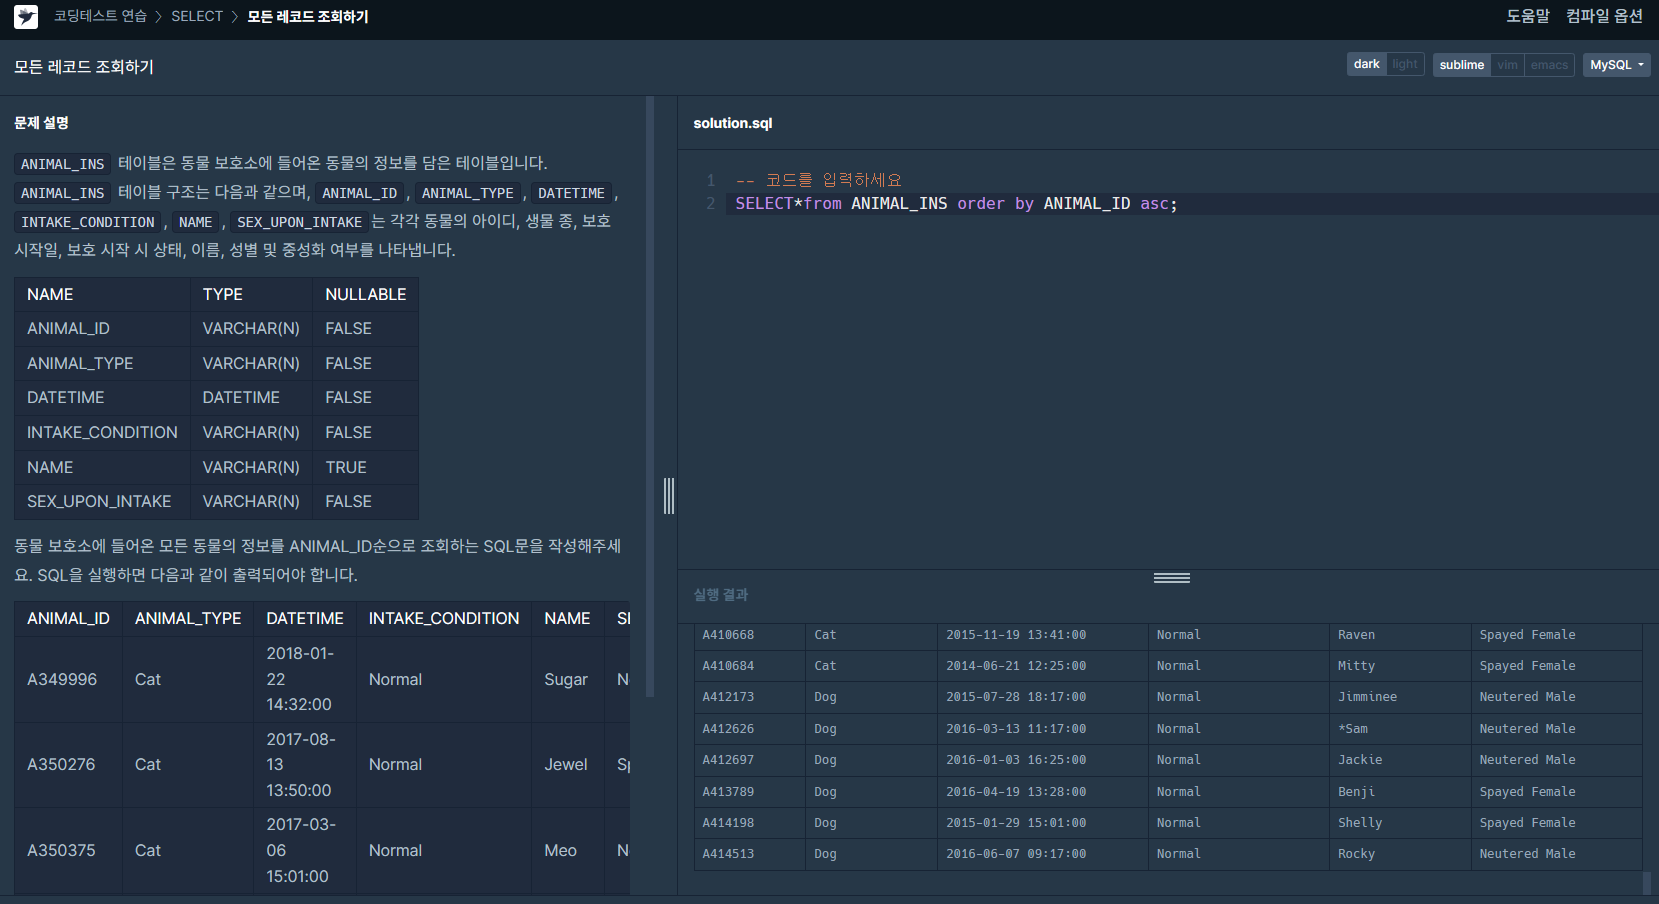 코딩테스트 연습 > SELECT > 모든 레코드 조회하기
도움말 컴파일 옵션
모든 레코드 조회하기
dark light sublime vim emacs MySQL
문제 설명
ANIMAL_INS 테이블은 동물 보호소에 들어온 동물의 정보를 담은 테이블입니다.
ANIMAL_INS 테이블 구조는 다음과 같으며, ANIMAL_ID, ANIMAL_TYPE, DATETIME,
INTAKE_CONDITION, NAME, SEX_UPON_INTAKE는 각각 동물의 아이디, 생물 종, 보호
시작일, 보호 시작 시 상태, 이름, 성별 및 중성화 여부를 나타냅니다.
NAME TYPE NULLABLE
ANIMAL_ID VARCHAR(N) FALSE
ANIMAL_TYPE VARCHAR(N) FALSE
DATETIME DATETIME FALSE
INTAKE_CONDITION VARCHAR(N) FALSE
NAME VARCHAR(N) TRUE
SEX_UPON_INTAKE VARCHAR(N) FALSE
동물 보호소에 들어온 모든 동물의 정보를 ANIMAL_ID순으로 조회하는 SQL문을 작성해주세
요. SQL을 실행하면 다음과 같이 출력되어야 합니다.
ANIMAL_ID ANIMAL_TYPE DATETIME INTAKE_CONDITION NAME
2018-01-
A349996 Cat 22 Normal Sugar N
14:32:00
2017-08-
A350276 Cat 13 Normal Jewel Sp
13:50:00
2017-03-
A350375 Cat 06 Normal Meo N
15:01:00
solution.sql
1 -- 코드를 입력하세요
2 SELECT*from ANIMAL_INS order by ANIMAL_ID asc;
실행 결과
A410668 Cat 2015-11-19 13:41:00 Normal Raven Spayed Female
A410684 Cat 2014-06-21 12:25:00 Normal Mitty Spayed Female
A412173 Dog 2015-07-28 18:17:00 Normal Jimminee Neutered Male
A412626 Dog 2016-03-13 11:17:00 Normal *Sam Neutered Male
A412697 Dog 2016-01-03 16:25:00 Normal Jackie Neutered Male
A413789 Dog 2016-04-19 13:28:00 Normal Benji Spayed Female
A414198 Dog 2015-01-29 15:01:00 Normal Shelly Spayed Female
A414513 Dog 2016-06-07 09:17:00 Normal Rocky Neutered Male